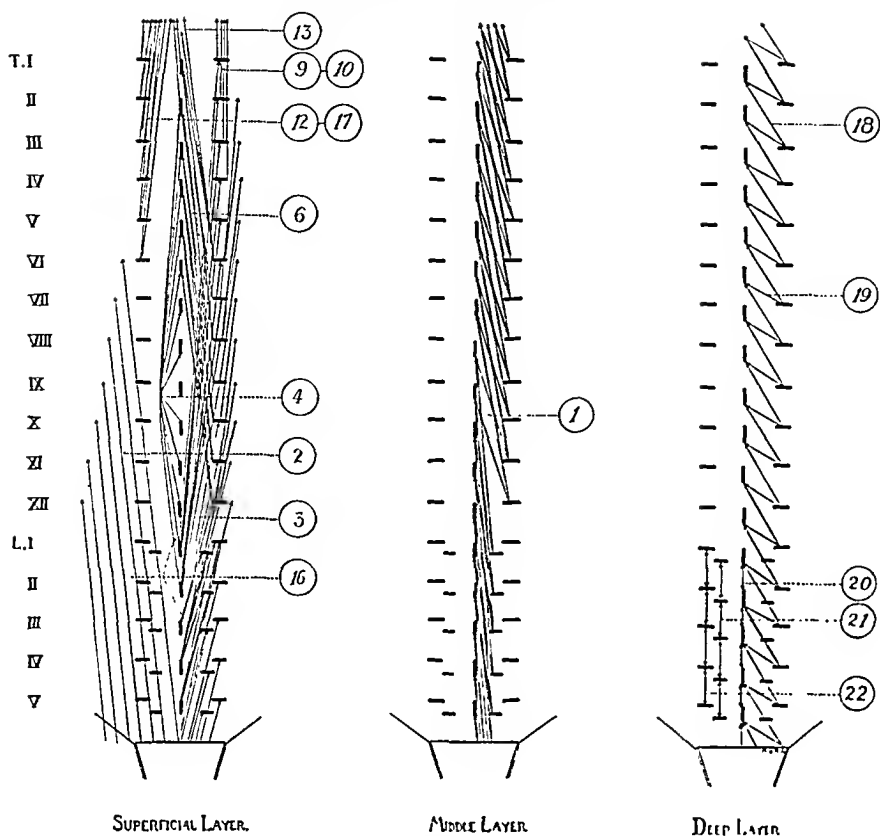 13
T.I
9 10
II
12 17
18
III
IV
6
V
VI
VII
19
VIII
IX
4
1
X
2
XI
XII
3
L.I
II
16
20
III
21
IV
22
V
SUPERFICIAL LAYER.
MIDDLE LAYER
DEEP LAYER